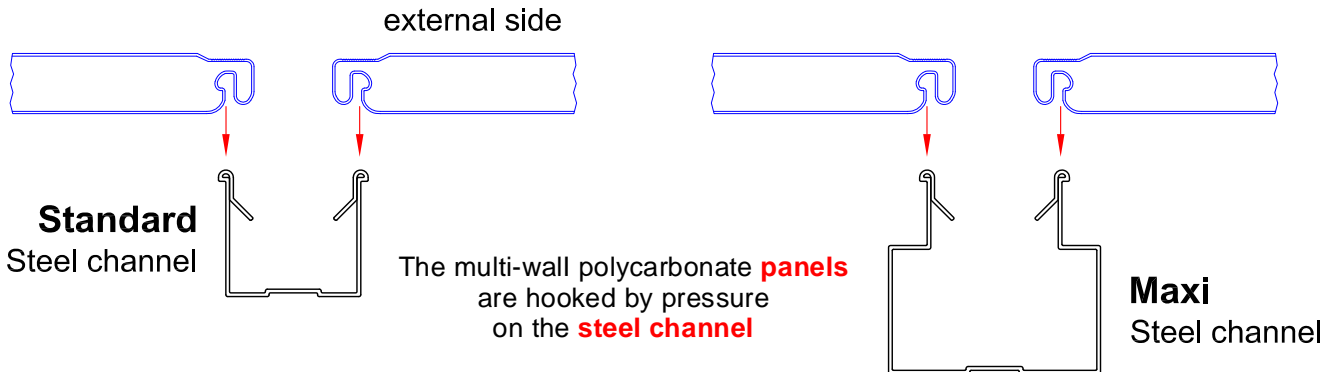 external side
Standard
Steel channel
The multi-wall polycarbonate panels
are hooked by pressure
on the steel channel
Maxi
Steel channel